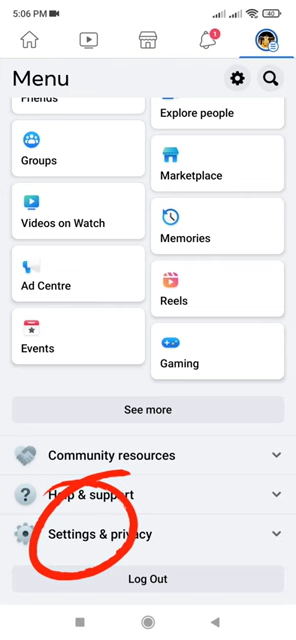 5:06 PM
40
1
Menu
Friends
Explore people
Groups
Marketplace
Videos on Watch
Memories
Ad Centre
Reels
Events
Gaming
See more
Community resources
Help & support
Settings & privacy
Log Out